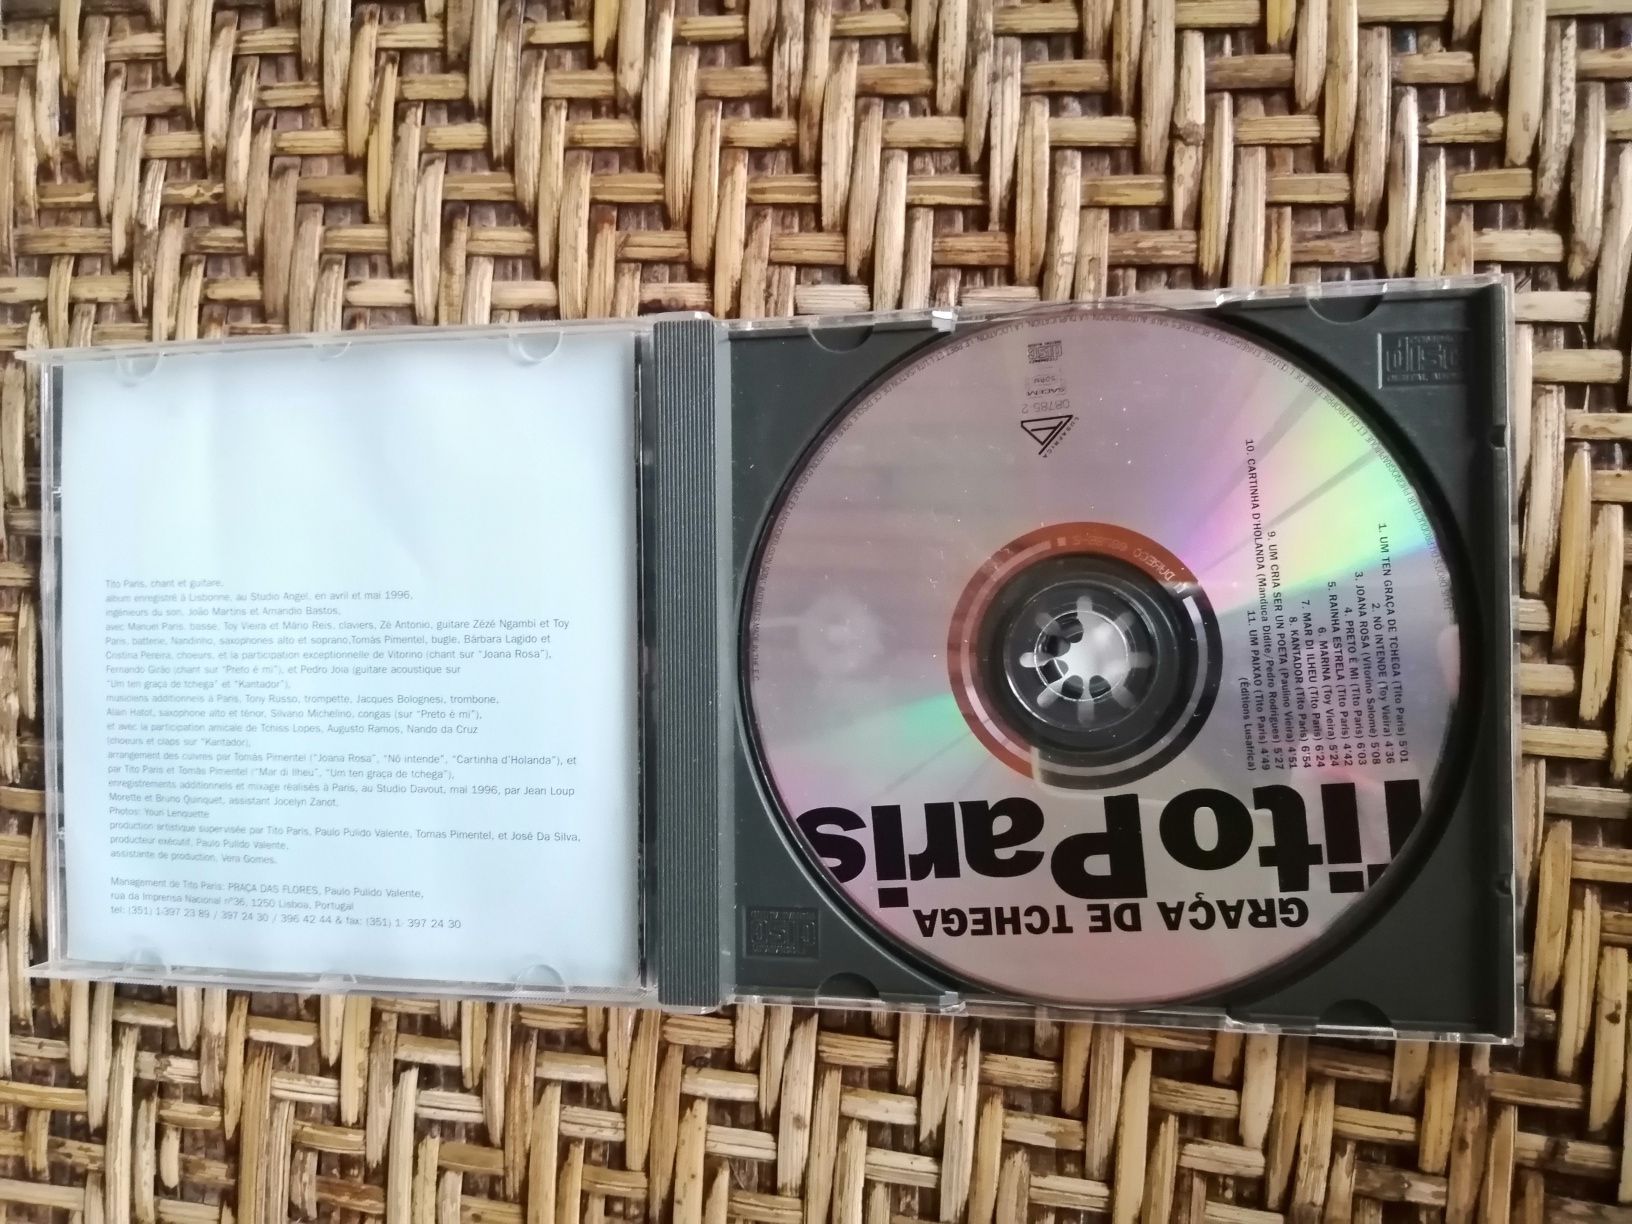 Tito Paris, chant et guitare,
album enregistré à Lisbonne, au Studio Angel, en avril et mai 1996,
ingénieurs du son, João Martins et Amandio Bastos,
avec Manuel Paris, basse, Toy Vieira et Mário Reis, claviers, Zé Antonio, guitare Zézé Ngambi et Toy
Paris, batterie, Nandinho, saxophones alto et soprano,Tomás Pimentel, bugle, Bárbara Lagido et
Cristina Pereira, choeurs, et la participation exceptionnelle de Vitorino (chant sur "Joana Rosa"),
Fernando Girão (chant sur "Preto é mi"), et Pedro Joia (guitare acoustique sur
"Um ten graça de tchega" et "Kantador"),
musiciens additionnels à Paris, Tony Russo, trompette, Jacques Bolognesi, trombone,
Alain Hatot, saxophone alto et ténor, Silvano Michelino, congas (sur "Preto é mi"),
et avec la participation amicale de Tchiss Lopes, Augusto Ramos, Nando da Cruz
(choeurs et claps sur "Kantador),
arrangement des cuivres par Tomás Pimentel ("Joana Rosa", "Nô intende", "Cartinha d'Holanda"), et
par Tito Paris et Tomás Pimentel ("Mar di Ilheu", "Um ten graça de tchega"),
enregistrements additionnels et mixage réalisés à Paris, au Studio Davout, mai 1996, par Jean Loup
Morette et Bruno Quinquet, assistant Jocelyn Zanot.
Photos: Youri Lenquette
production artistique supervisée par Tito Paris, Paulo Pulido Valente, Tomas Pimentel, et José Da Silva,
producteur exécutif, Paulo Pulido Valente,
assistante de production, Vera Gomes.
Management de Tito Paris: PRAÇA DAS FLORES, Paulo Pulido Valente,
rua da Imprensa Nacional nº36, 1250 Lisboa, Portugal
tel: (351) 1-397 23 89 / 397 24 30 / 396 42 44 & fax: (351) 1- 397 24 30
GRAÇA DE TCHEGA
Tito Paris
1. UM TEN GRAÇA DE TCHEGA (Tito Paris) 5'01
2. NÔ INTENDE (Toy Vieira) 4'36
3. JOANA ROSA (Vitorino Salomé) 5'08
4. PRETO É MI (Tito Paris) 6'03
5. RAINHA ESTRELA (Tito Paris) 4'42
6. MARINA (Toy Vieira) 5'24
7. MAR DI ILHEU (Tito Paris) 6'24
8. KANTADOR (Tito Paris) 6'54
9. UM CRIA SER UN POETA (Paulino Vieira) 4'51
10. CARTINHA D'HOLANDA (Manduca Didite/Pedro Rodrigues) 5'27
11. UM PAIXAO (Tito Paris) 4'49
(Éditions Lusafrica)
LUSAFRICA
08785 2
SACEM
SDRM
COMPACT
disc
DIGITAL AUDIO